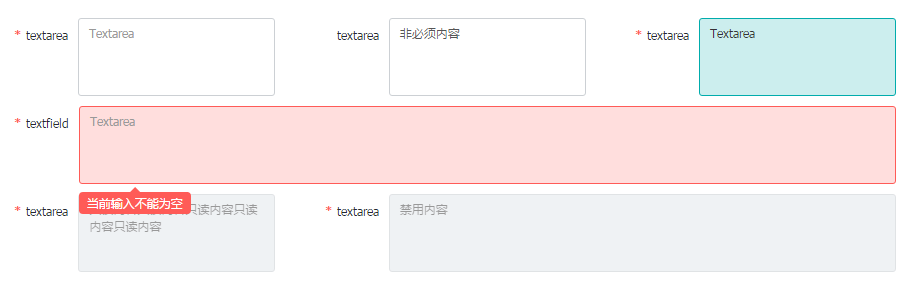 * textarea Textarea textarea 非必须内容 * textarea Textarea
* textfield Textarea
当前输入不能为空
* textarea 只读内容只读
内容只读内容
* textarea 禁用内容